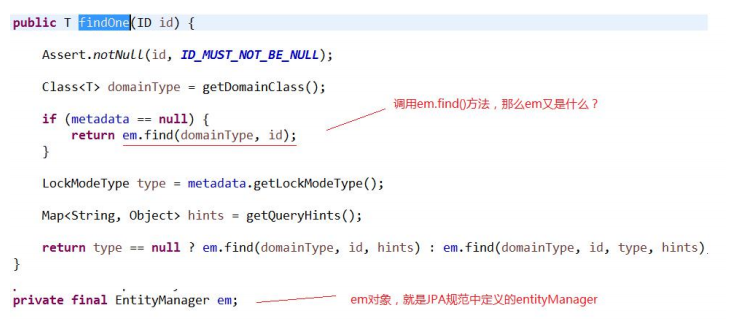 public T findOne(ID id) {
Assert.notNull(id, ID_MUST_NOT_BE_NULL);
Class<T> domainType = getDomainClass();
调用em.find()方法，那么em又是什么？
if (metadata == null) {
return em.find(domainType, id);
}
LockModeType type = metadata.getLockModeType();
Map<String, Object> hints = getQueryHints();
return type == null ? em.find(domainType, id, hints) : em.find(domainType, id, type, hints)
}
private final EntityManager em;
em对象，就是JPA规范中定义的entityManager